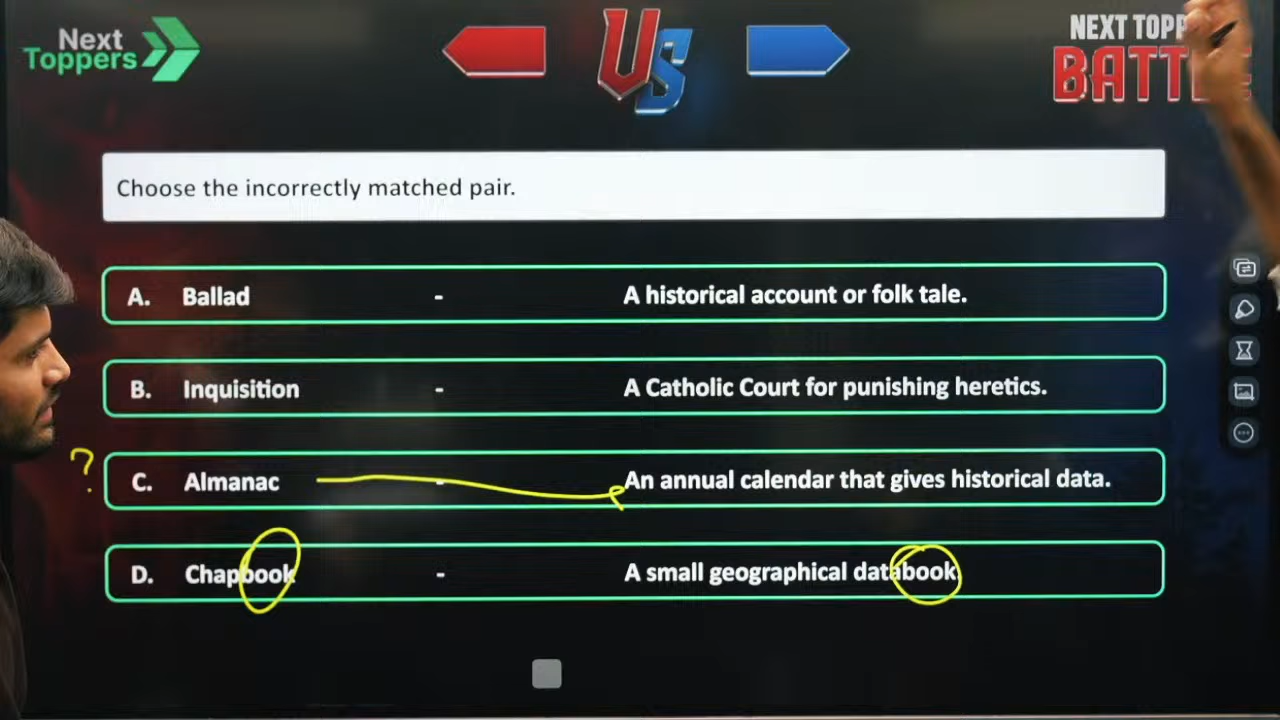 Next
Toppers
US
NEXT TOPP
BATT
Choose the incorrectly matched pair.
A. Ballad - A historical account or folk tale.
B. Inquisition - A Catholic Court for punishing heretics.
? C. Almanac - An annual calendar that gives historical data.
D. Chapbook - A small geographical databook.